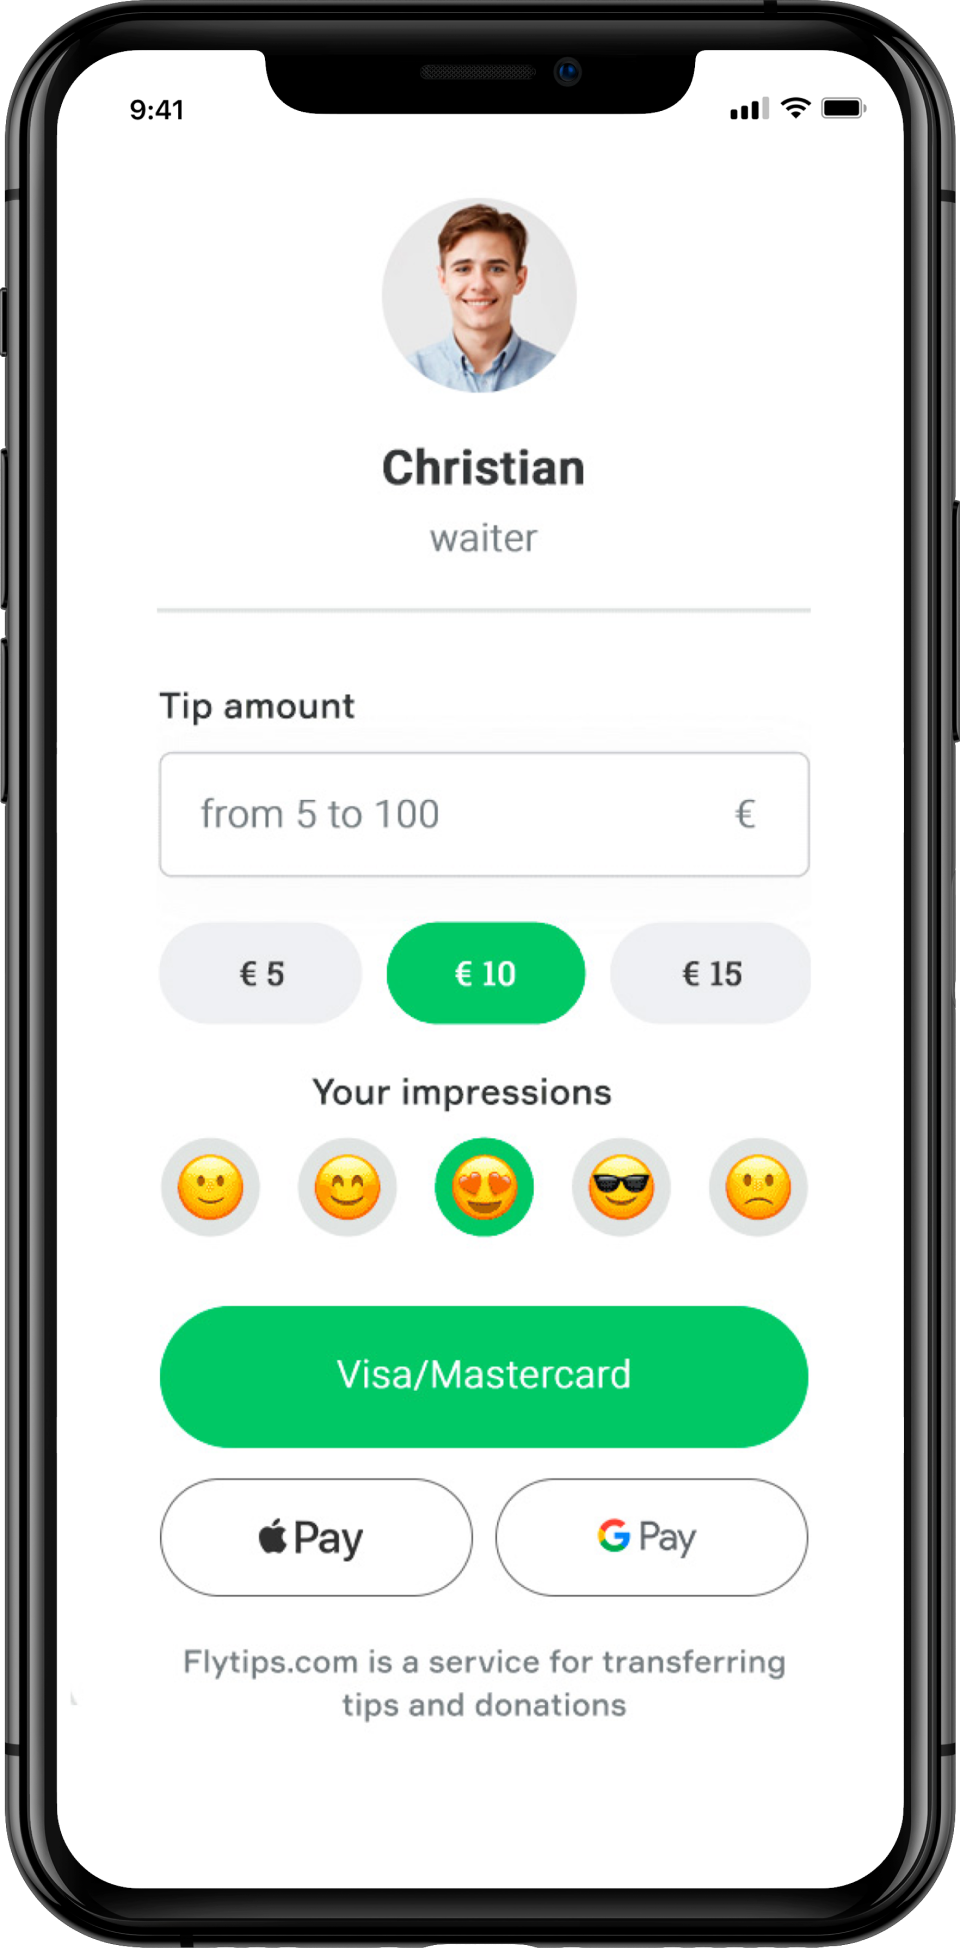 9:41
Christian
waiter
Tip amount
from 5 to 100 €
€ 5 € 10 € 15
Your impressions
Visa/Mastercard
Pay G Pay
Flytips.com is a service for transferring
tips and donations